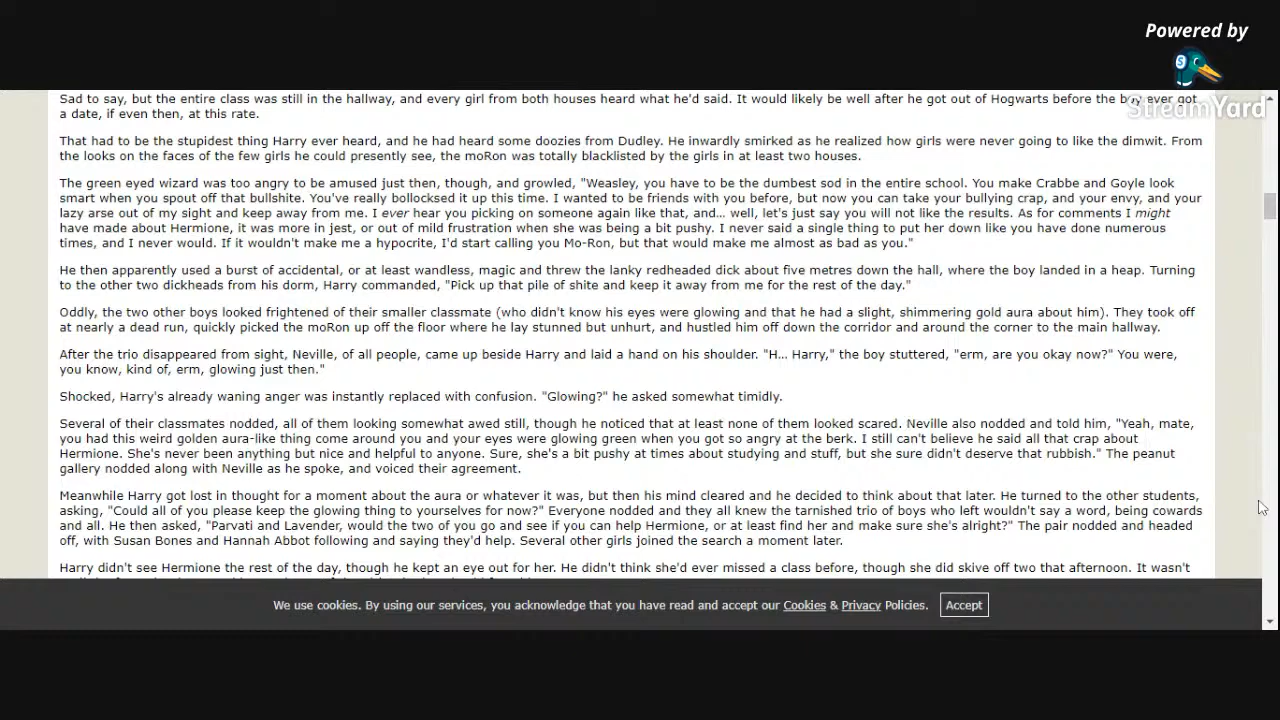 Powered by
StreamYard
Sad to say, but the entire class was still in the hallway, and every girl from both houses heard what he'd said. It would likely be well after he got out of Hogwarts before the boy ever got
a date, if even then, at this rate.
That had to be the stupidest thing Harry ever heard, and he had heard some doozies from Dudley. He inwardly smirked as he realized how girls were never going to like the dimwit. From
the looks on the faces of the few girls he could presently see, the moRon was totally blacklisted by the girls in at least two houses.
The green eyed wizard was too angry to be amused just then, though, and growled, "Weasley, you have to be the dumbest sod in the entire school. You make Crabbe and Goyle look
smart when you spout off that bullshite. You've really bollocksed it up this time. I wanted to be friends with you before, but now you can take your bullying crap, and your envy, and your
lazy arse out of my sight and keep away from me. I ever hear you picking on someone again like that, and... well, let's just say you will not like the results. As for comments I might
have made about Hermione, it was more in jest, or out of mild frustration when she was being a bit pushy. I never said a single thing to put her down like you have done numerous
times, and I never would. If it wouldn't make me a hypocrite, I'd start calling you Mo-Ron, but that would make me almost as bad as you."
He then apparently used a burst of accidental, or at least wandless, magic and threw the lanky redheaded dick about five metres down the hall, where the boy landed in a heap. Turning
to the other two dickheads from his dorm, Harry commanded, "Pick up that pile of shite and keep it away from me for the rest of the day."
Oddly, the two other boys looked frightened of their smaller classmate (who didn't know his eyes were glowing and that he had a slight, shimmering gold aura about him). They took off
at nearly a dead run, quickly picked the moRon up off the floor where he lay stunned but unhurt, and hustled him off down the corridor and around the corner to the main hallway.
After the trio disappeared from sight, Neville, of all people, came up beside Harry and laid a hand on his shoulder. "H... Harry," the boy stuttered, "erm, are you okay now?" You were,
you know, kind of, erm, glowing just then."
Shocked, Harry's already waning anger was instantly replaced with confusion. "Glowing?" he asked somewhat timidly.
Several of their classmates nodded, all of them looking somewhat awed still, though he noticed that at least none of them looked scared. Neville also nodded and told him, "Yeah, mate,
you had this weird golden aura-like thing come around you and your eyes were glowing green when you got so angry at the berk. I still can't believe he said all that crap about
Hermione. She's never been anything but nice and helpful to anyone. Sure, she's a bit pushy at times about studying and stuff, but she sure didn't deserve that rubbish." The peanut
gallery nodded along with Neville as he spoke, and voiced their agreement.
Meanwhile Harry got lost in thought for a moment about the aura or whatever it was, but then his mind cleared and he decided to think about that later. He turned to the other students,
asking, "Could all of you please keep the glowing thing to yourselves for now?" Everyone nodded and they all knew the tarnished trio of boys who left wouldn't say a word, being cowards
and all. He then asked, "Parvati and Lavender, would the two of you go and see if you can help Hermione, or at least find her and make sure she's alright?" The pair nodded and headed
off, with Susan Bones and Hannah Abbot following and saying they'd help. Several other girls joined the search a moment later.
Harry didn't see Hermione the rest of the day, though he kept an eye out for her. He didn't think she'd ever missed a class before, though she did skive off two that afternoon. It wasn't
We use cookies. By using our services, you acknowledge that you have read and accept our Cookies & Privacy Policies. Accept